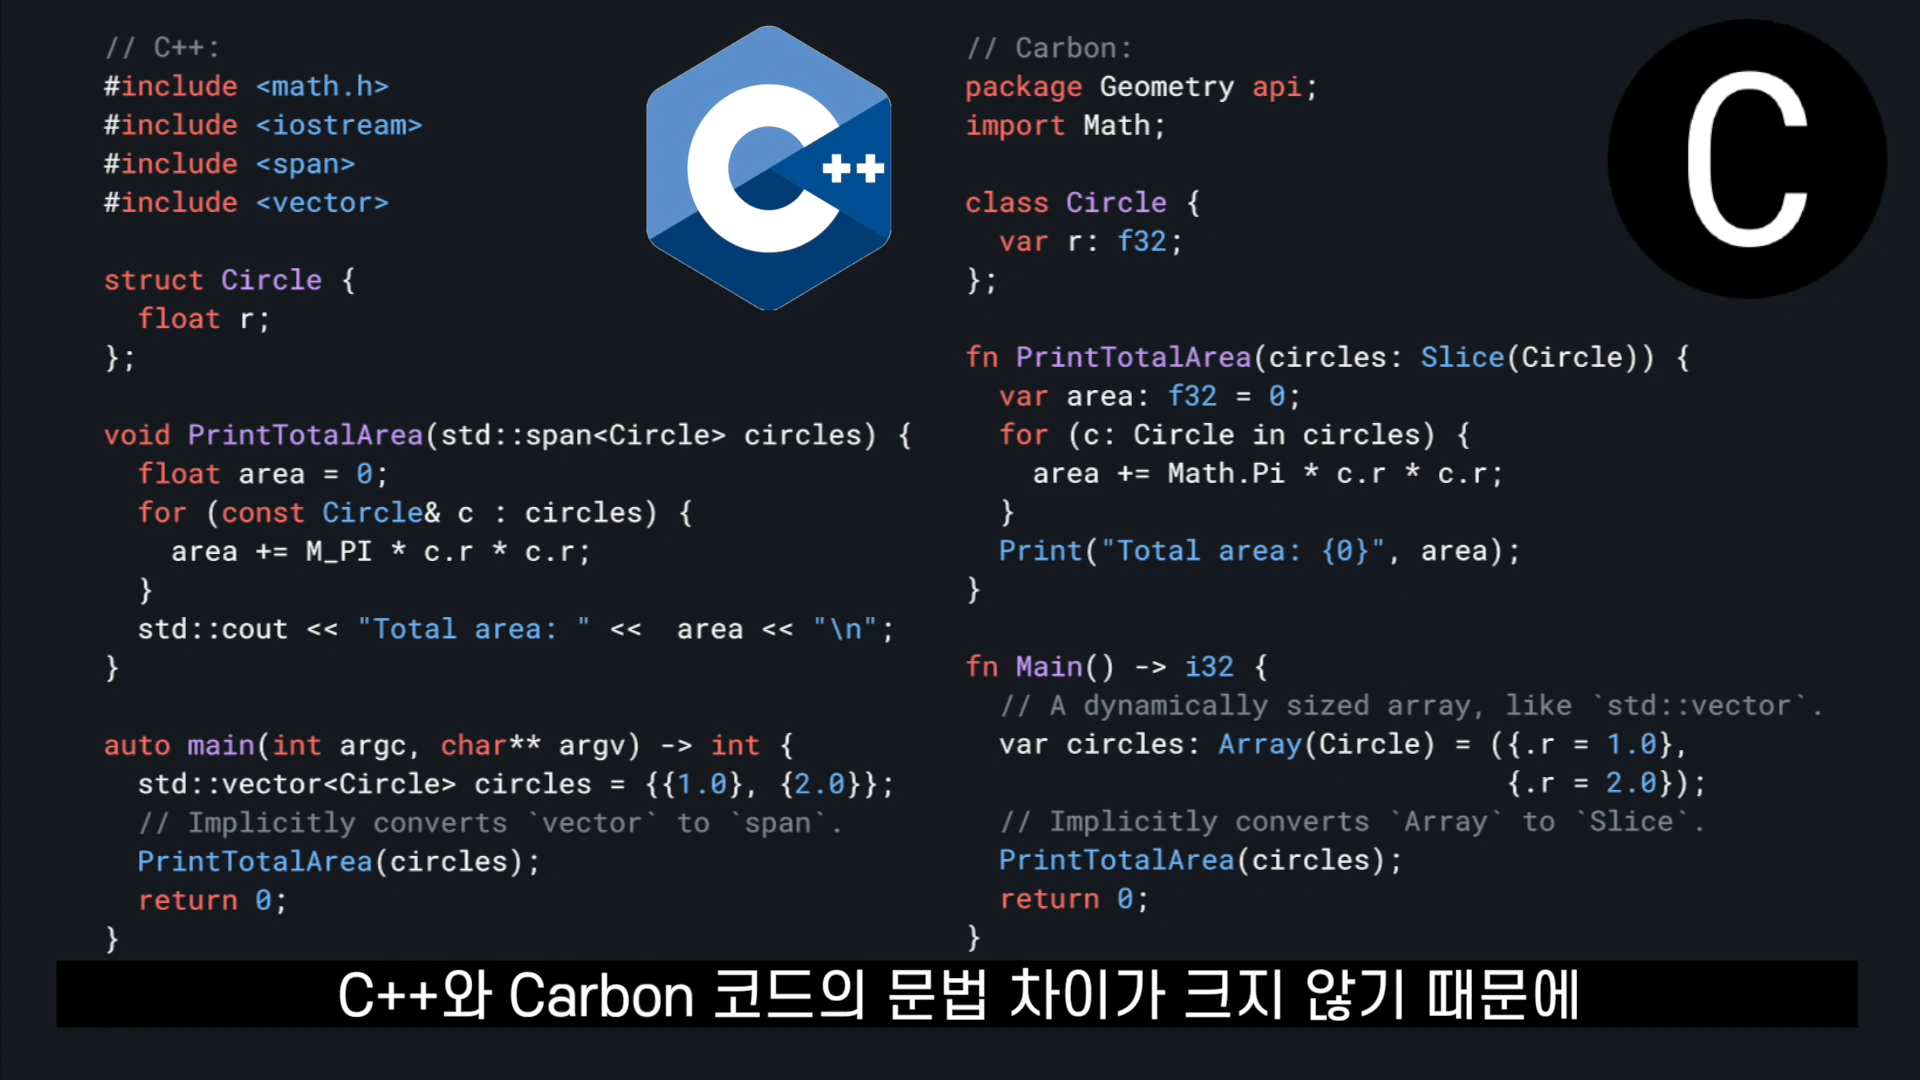 // C++:
#include <math.h>
#include <iostream>
#include <span>
#include <vector>
struct Circle {
  float r;
};
void PrintTotalArea(std::span<Circle> circles) {
  float area = 0;
  for (const Circle& c : circles) {
    area += M_PI * c.r * c.r;
  }
  std::cout << "Total area: " <<  area << "\n";
}
auto main(int argc, char** argv) -> int {
  std::vector<Circle> circles = {{1.0}, {2.0}};
  // Implicitly converts `vector` to `span`.
  PrintTotalArea(circles);
  return 0;
}
C++
// Carbon:
package Geometry api;
import Math;
class Circle {
  var r: f32;
};
fn PrintTotalArea(circles: Slice(Circle)) {
  var area: f32 = 0;
  for (c: Circle in circles) {
    area += Math.Pi * c.r * c.r;
  }
  Print("Total area: {0}", area);
}
fn Main() -> i32 {
  // A dynamically sized array, like `std::vector`.
  var circles: Array(Circle) = ({.r = 1.0},
                                {.r = 2.0});
  // Implicitly converts `Array` to `Slice`.
  PrintTotalArea(circles);
  return 0;
}
C
C++와 Carbon 코드의 문법 차이가 크지 않기 때문에